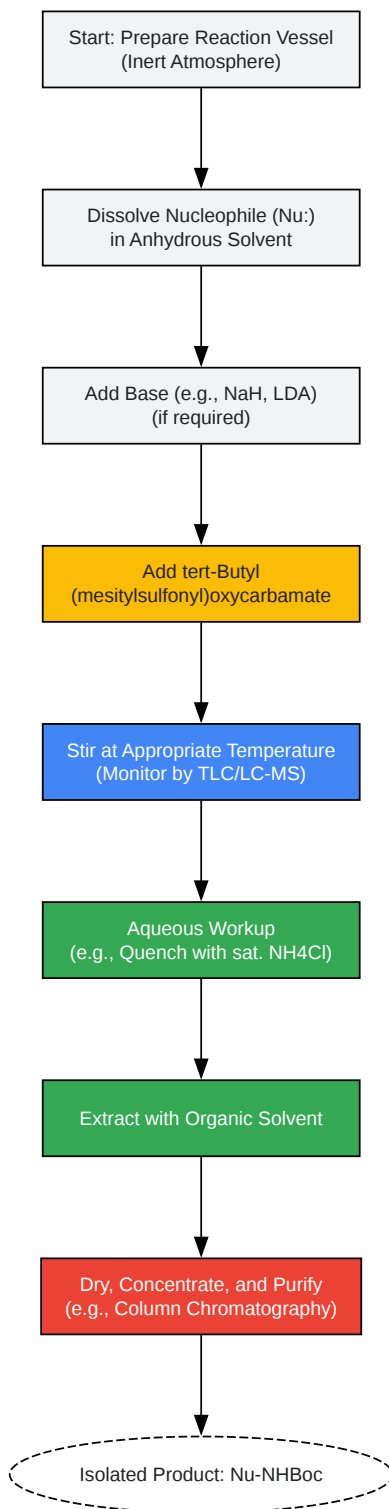 Start: Prepare Reaction Vessel
(Inert Atmosphere)
Dissolve Nucleophile (Nu:)
in Anhydrous Solvent
Add Base (e.g., NaH, LDA)
(if required)
Add tert-Butyl
(mesitylsulfonyl)oxycarbamate
Stir at Appropriate Temperature
(Monitor by TLC/LC-MS)
Aqueous Workup
(e.g., Quench with sat. NH4Cl)
Extract with Organic Solvent
Dry, Concentrate, and Purify
(e.g., Column Chromatography)
Isolated Product: Nu-NHBoc